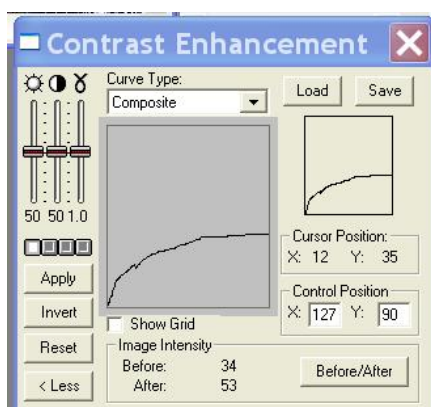 Contrast Enhancement
Curve Type:
Composite
Load
Save
50 50 1.0
Cursor Position:
X: 12 Y: 35
Apply
Control Position
X: 127 Y: 90
Invert
Show Grid
Reset
Image Intensity
Before: 34
After: 53
Before/After
< Less